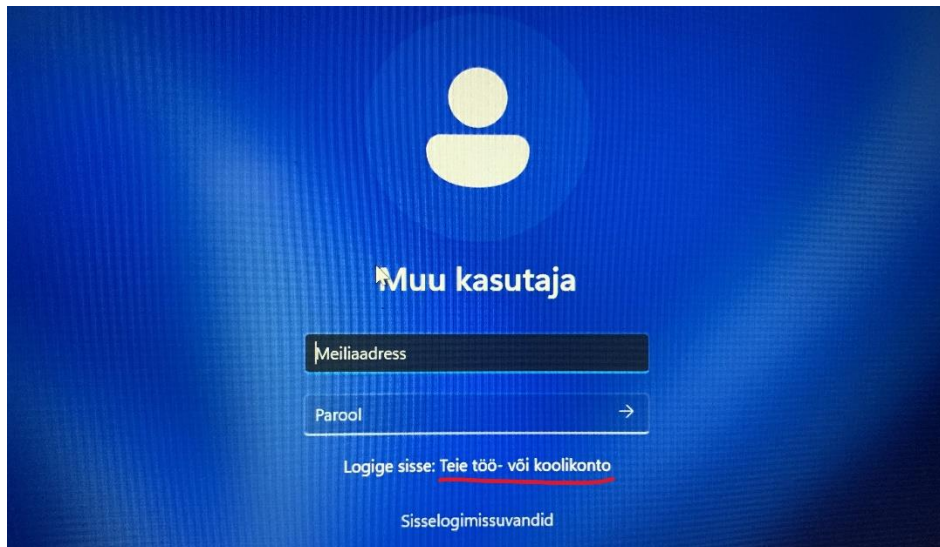 Muu kasutaja
Meiliaadress
Parool
Logige sisse: Teie töö- või koolikonto
Sisselogimissuvandid